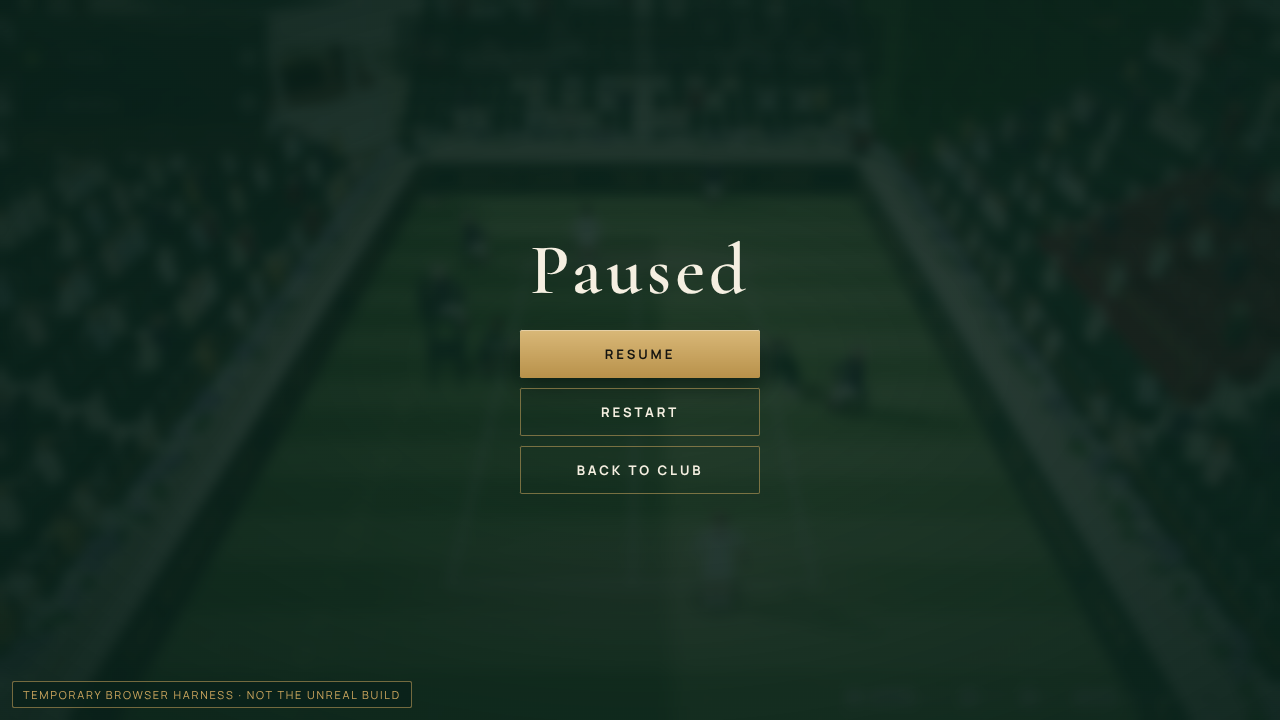 Paused
RESUME
RESTART
BACK TO CLUB
TEMPORARY BROWSER HARNESS · NOT THE UNREAL BUILD